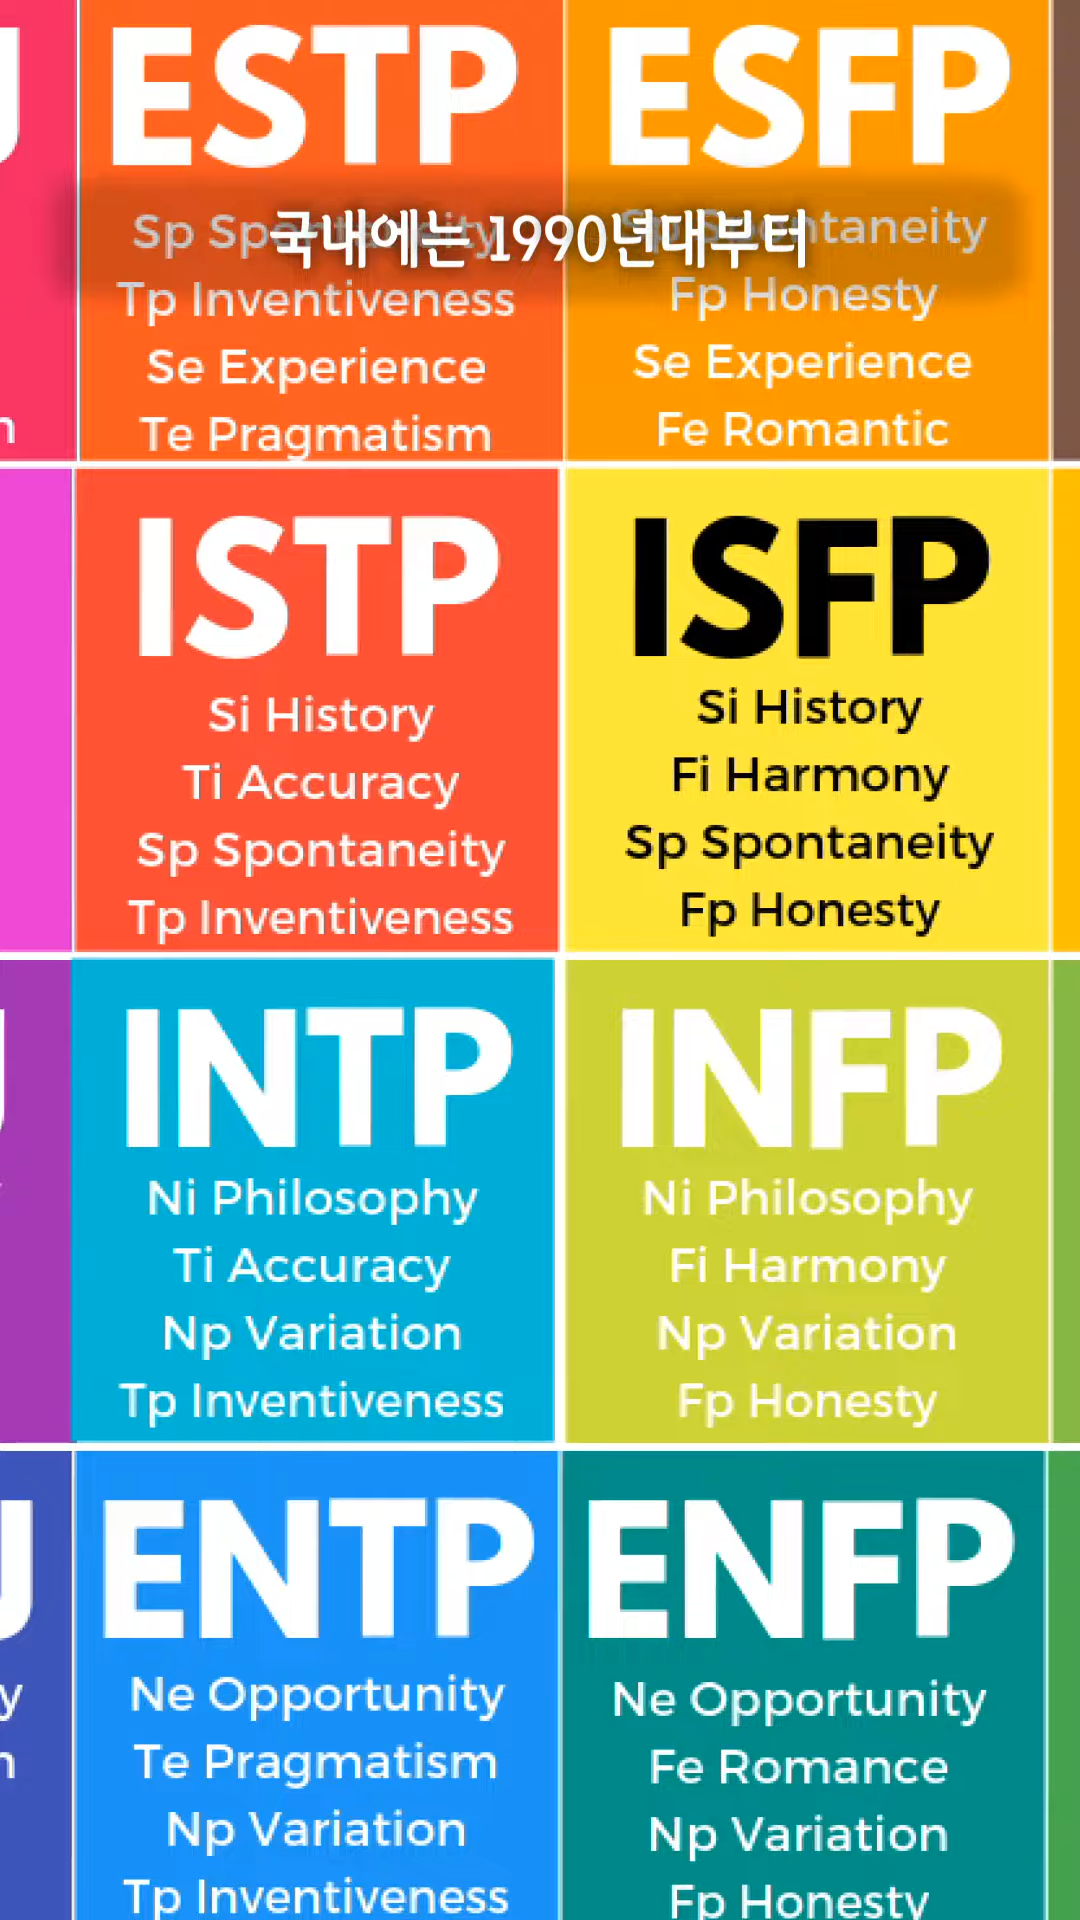 ESTP
Sp Spontaneity
Tp Inventiveness
Se Experience
Te Pragmatism
ESFP
Sp Spontaneity
Fp Honesty
Se Experience
Fe Romantic
국내에는 1990년대부터
ISTP
Si History
Ti Accuracy
Sp Spontaneity
Tp Inventiveness
ISFP
Si History
Fi Harmony
Sp Spontaneity
Fp Honesty
INTP
Ni Philosophy
Ti Accuracy
Np Variation
Tp Inventiveness
INFP
Ni Philosophy
Fi Harmony
Np Variation
Fp Honesty
ENTP
Ne Opportunity
Te Pragmatism
Np Variation
Tp Inventiveness
ENFP
Ne Opportunity
Fe Romance
Np Variation
Fp Honesty